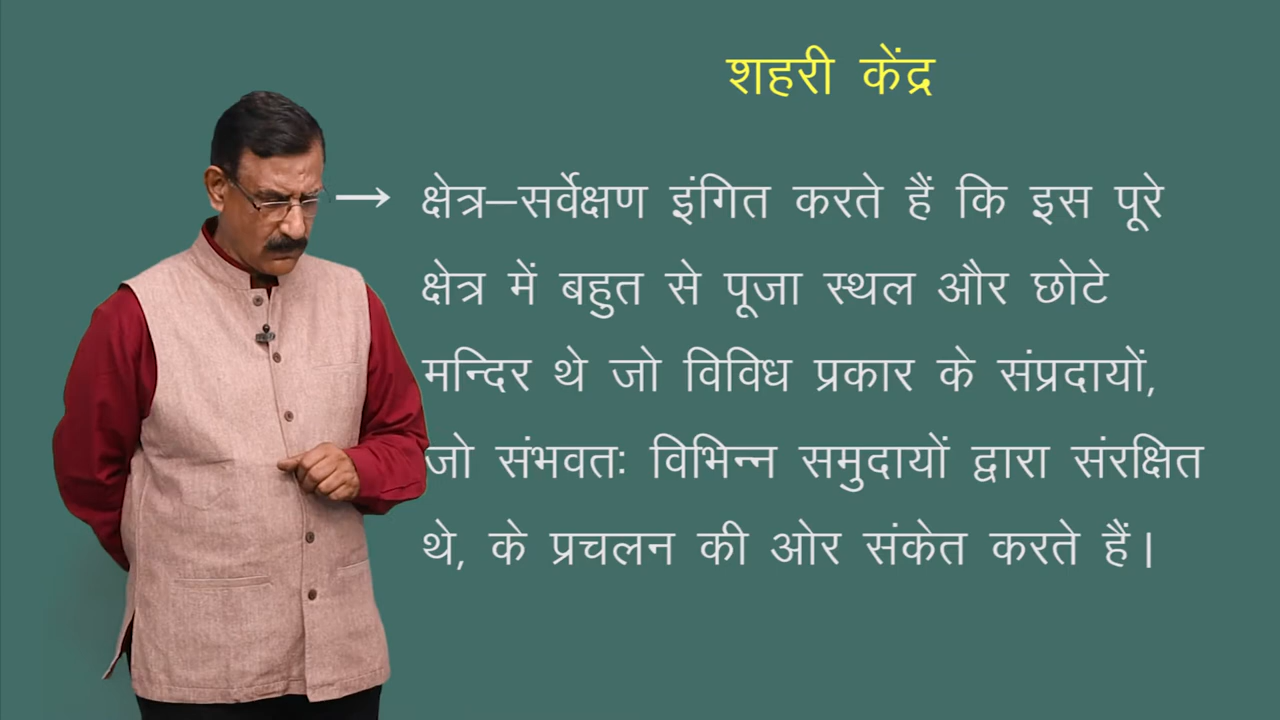 शहरी केंद्र
→ क्षेत्र–सर्वेक्षण इंगित करते हैं कि इस पूरे
क्षेत्र में बहुत से पूजा स्थल और छोटे
मन्दिर थे जो विविध प्रकार के संप्रदायों,
जो संभवतः विभिन्न समुदायों द्वारा संरक्षित
थे, के प्रचलन की ओर संकेत करते हैं।